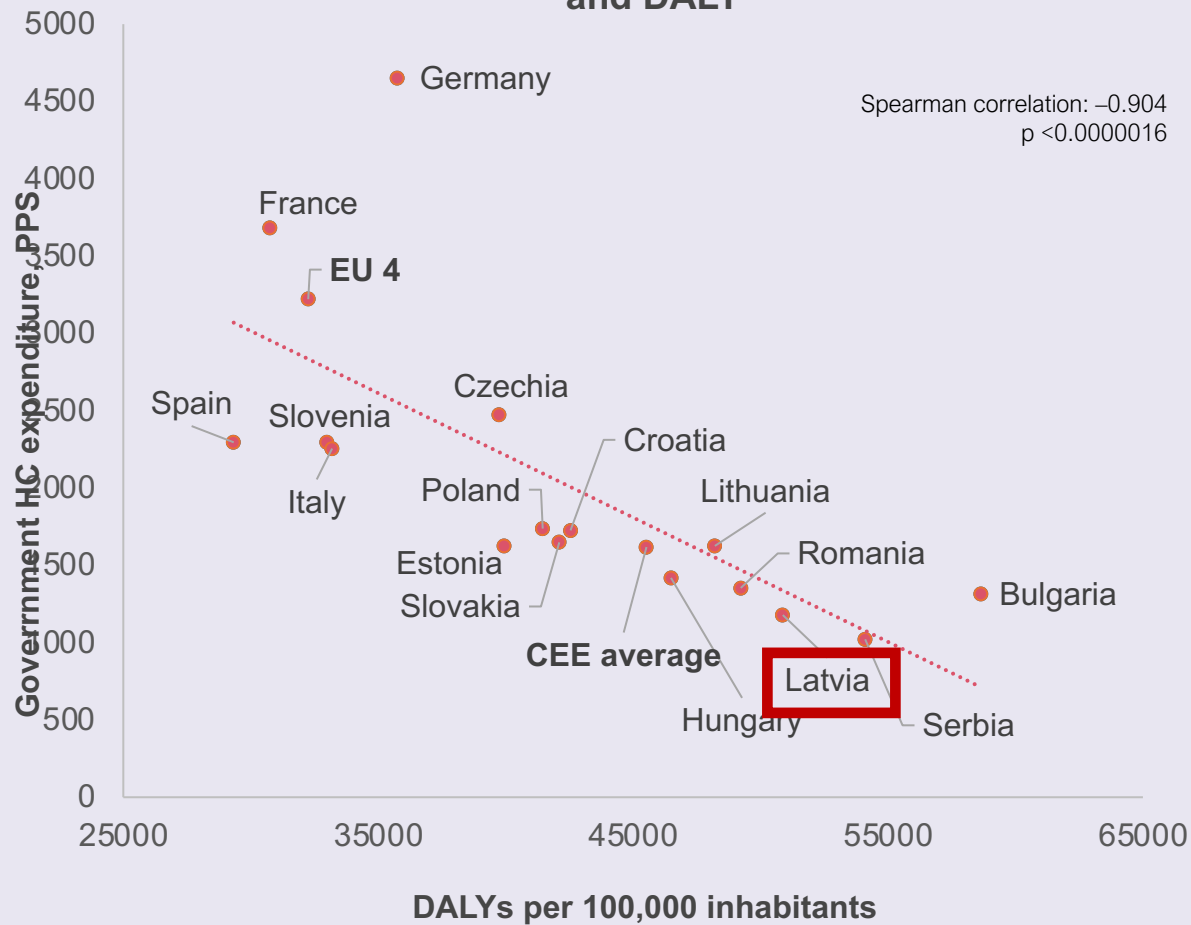 and DALY
5000
4500
4000
3500
3000
2500
2000
1500
1000
500
0
Goverrnment HC expenditure, PPS
Germany
Spearman correlation: –0.904
p <0.0000016
France
EU 4
Spain
Slovenia
Italy
Czechia
Croatia
Poland
Lithuania
Estonia
Slovakia
Romania
Bulgaria
CEE average
Latvia
Hungary
Serbia
25000
35000
45000
55000
65000
DALYs per 100,000 inhabitants